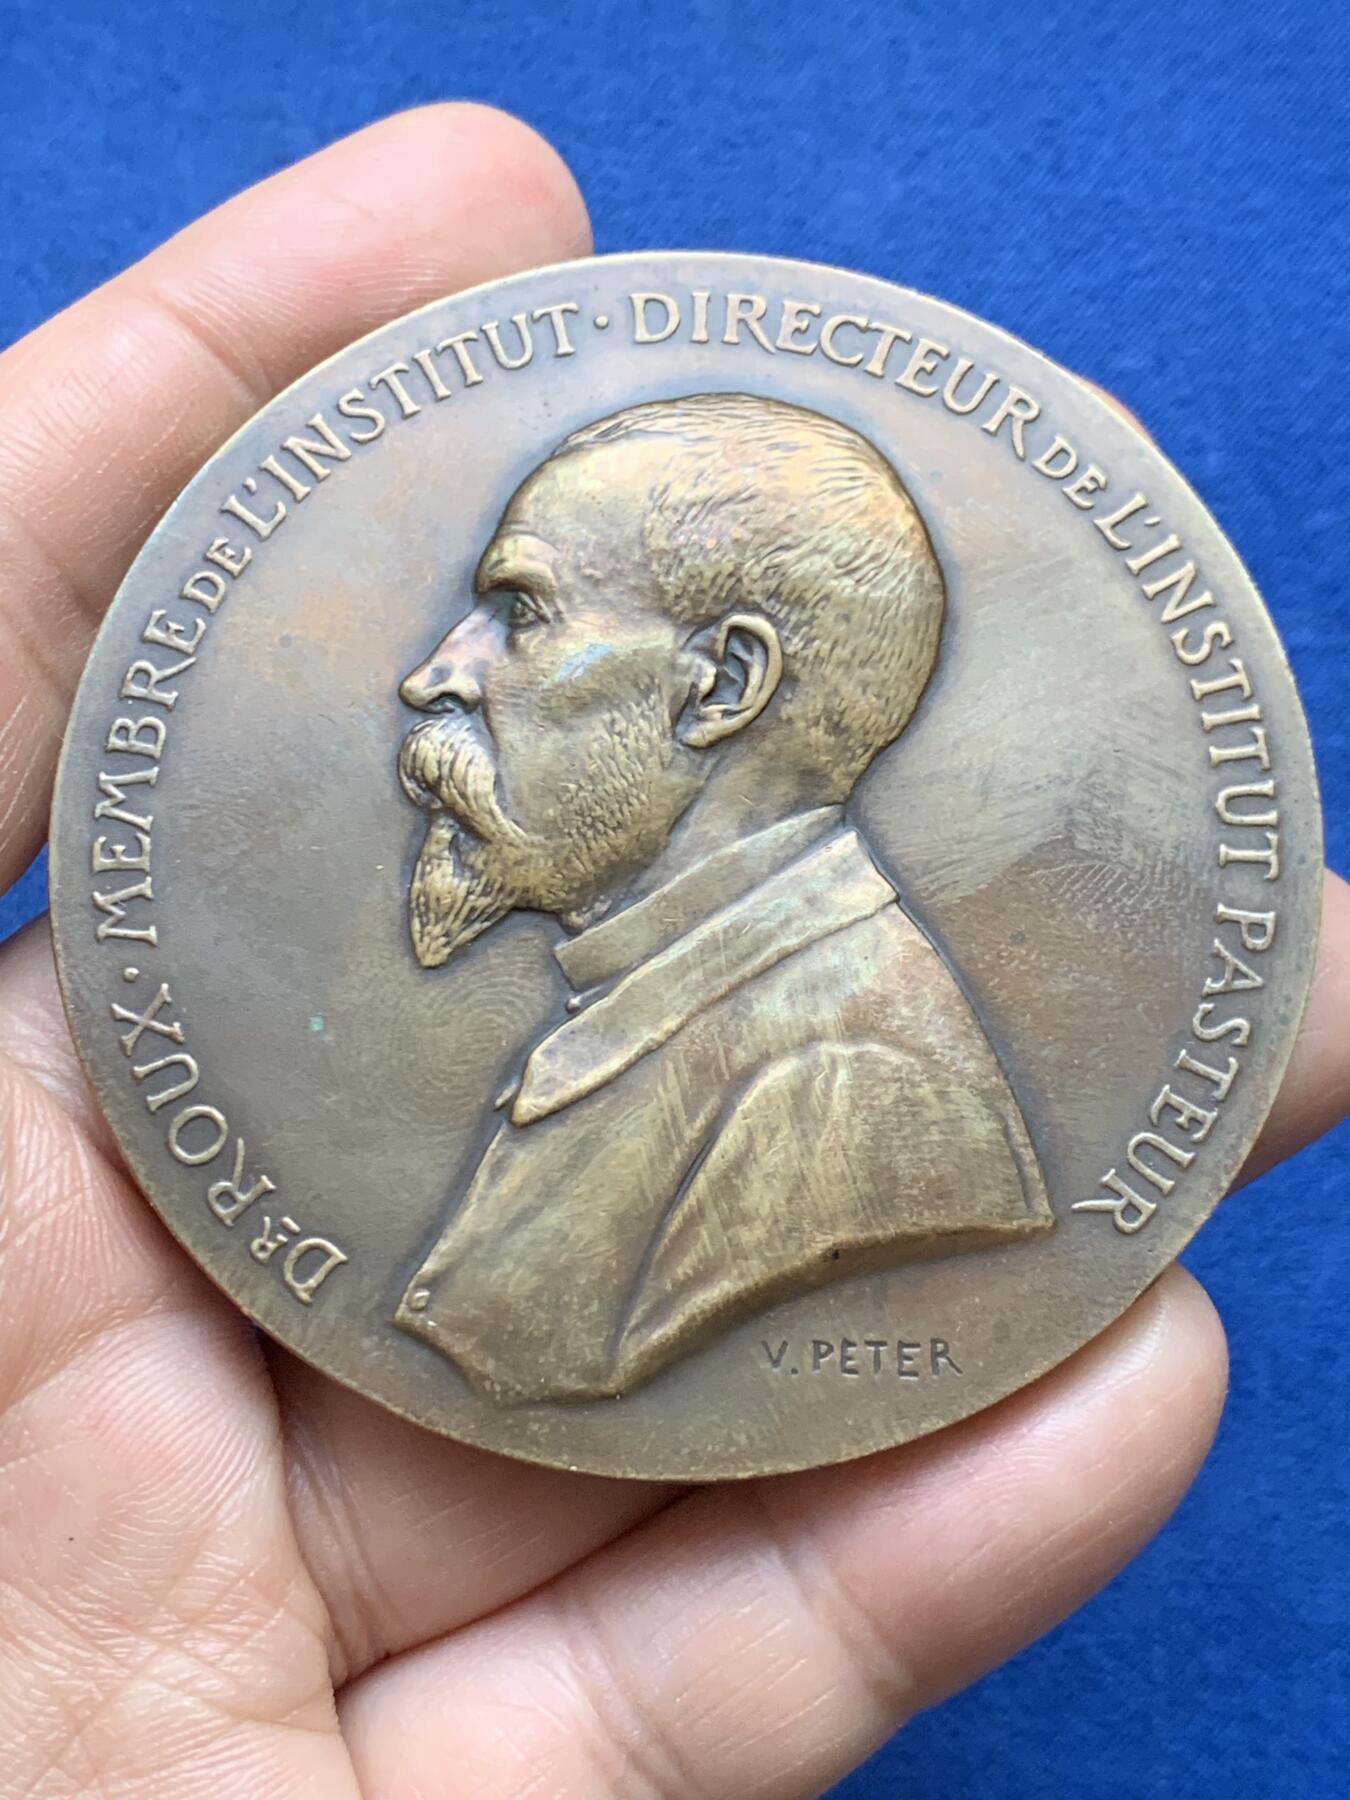 DR ROUX · MEMBRE DE L'INSTITUT · DIRECTEUR DE L'INSTITUT PASTEUR
V. PETER